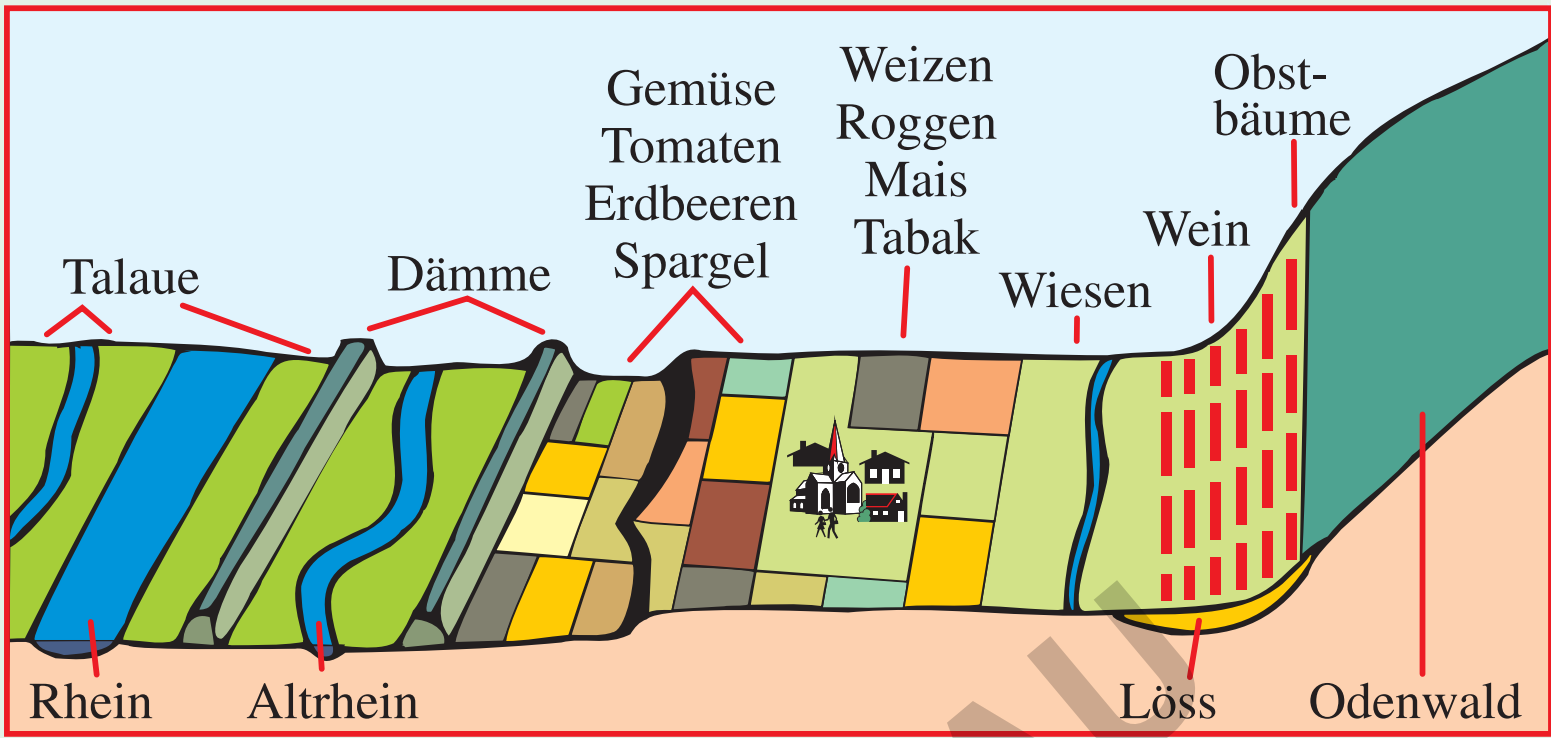 Talaue
Dämme
Gemüse
Tomaten
Erdbeeren
Spargel
Weizen
Roggen
Mais
Tabak
Wiesen
Wein
Obst-
bäume
Rhein
Altrhein
Löss
Odenwald